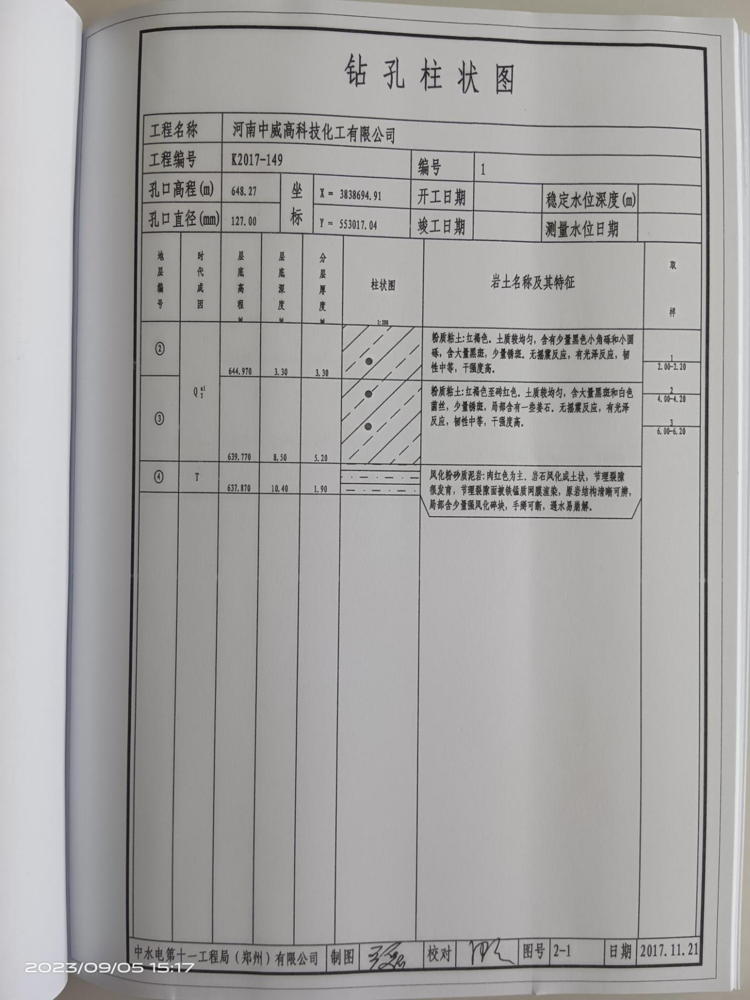 钻孔柱状图
工程名称 河南中威高科技化工有限公司
工程编号 K2017-149 编号 1
孔口高程(m) 648.27 坐标 X = 3838694.91 开工日期 稳定水位深度(m)
孔口直径(mm) 127.00 Y = 553017.04 竣工日期 测量水位日期
地层编号 时代成因 层底高程(m) 层底深度(m) 分层厚度(m) 柱状图 1:200 岩土名称及其特征 取样
② 644.970 3.30 3.30
粉质粘土:红褐色。土质较均匀，含有少量黑色小角砾和小圆
砾，含大量黑斑，少量锈斑。无摇震反应，有光泽反应，韧
性中等，干强度高。
1
2.00-2.20
Q
③ 639.770 8.50 5.20
粉质粘土:红褐色至砖红色。土质较均匀，含大量黑斑和白色
菌丝，少量锈斑，局部含有一些姜石。无摇震反应，有光泽
反应，韧性中等，干强度高。
2
4.00-4.20
3
6.00-6.20
④ T 637.870 10.40 1.90
风化粉砂质泥岩:肉红色为主。岩石风化成土状，节理裂隙
很发育，节理裂隙面被铁锰质网膜渲染，原岩结构清晰可辨，
局部含少量强风化碎块，手掰可断，遇水易崩解。
中水电第十一工程局(郑州)有限公司 制图 校对 图号 2-1 日期 2017.11.21
2023/09/05 15:17